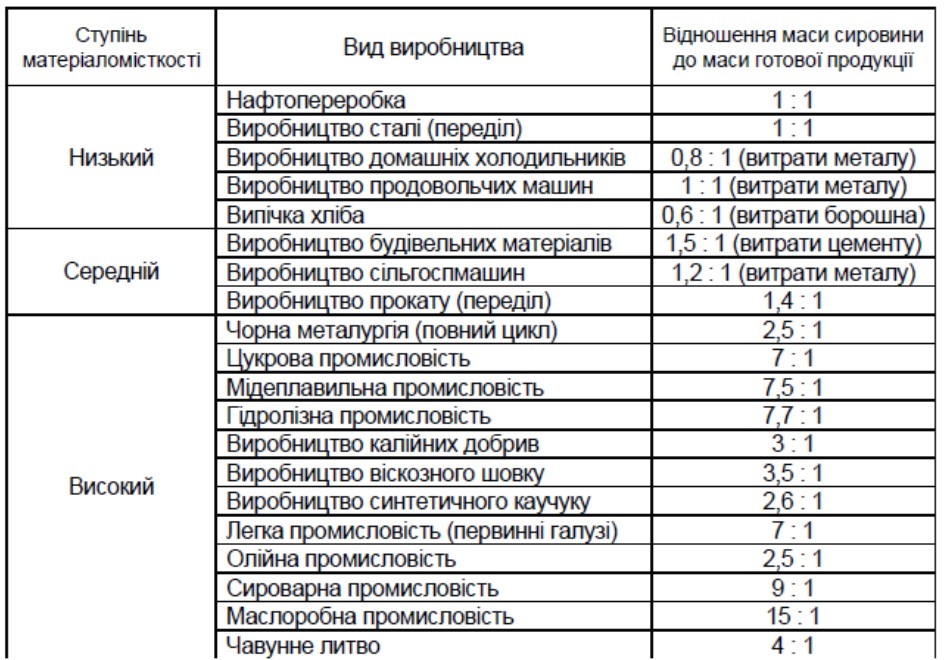 Ступінь матеріаломісткості | Вид виробництва | Відношення маси сировини до маси готової продукції
Низький | Нафтопереробка | 1 : 1
Виробництво сталі (переділ) | 1 : 1
Виробництво домашніх холодильників | 0,8 : 1 (витрати металу)
Виробництво продовольчих машин | 1 : 1 (витрати металу)
Випічка хліба | 0,6 : 1 (витрати борошна)
Середній | Виробництво будівельних матеріалів | 1,5 : 1 (витрати цементу)
Виробництво сільгоспмашин | 1,2 : 1 (витрати металу)
Виробництво прокату (переділ) | 1,4 : 1
Високий | Чорна металургія (повний цикл) | 2,5 : 1
Цукрова промисловість | 7 : 1
Мідеплавильна промисловість | 7,5 : 1
Гідролізна промисловість | 7,7 : 1
Виробництво калійних добрив | 3 : 1
Виробництво віскозного шовку | 3,5 : 1
Виробництво синтетичного каучуку | 2,6 : 1
Легка промисловість (первинні галузі) | 7 : 1
Олійна промисловість | 2,5 : 1
Сироварна промисловість | 9 : 1
Маслоробна промисловість | 15 : 1
Чавунне литво | 4 : 1